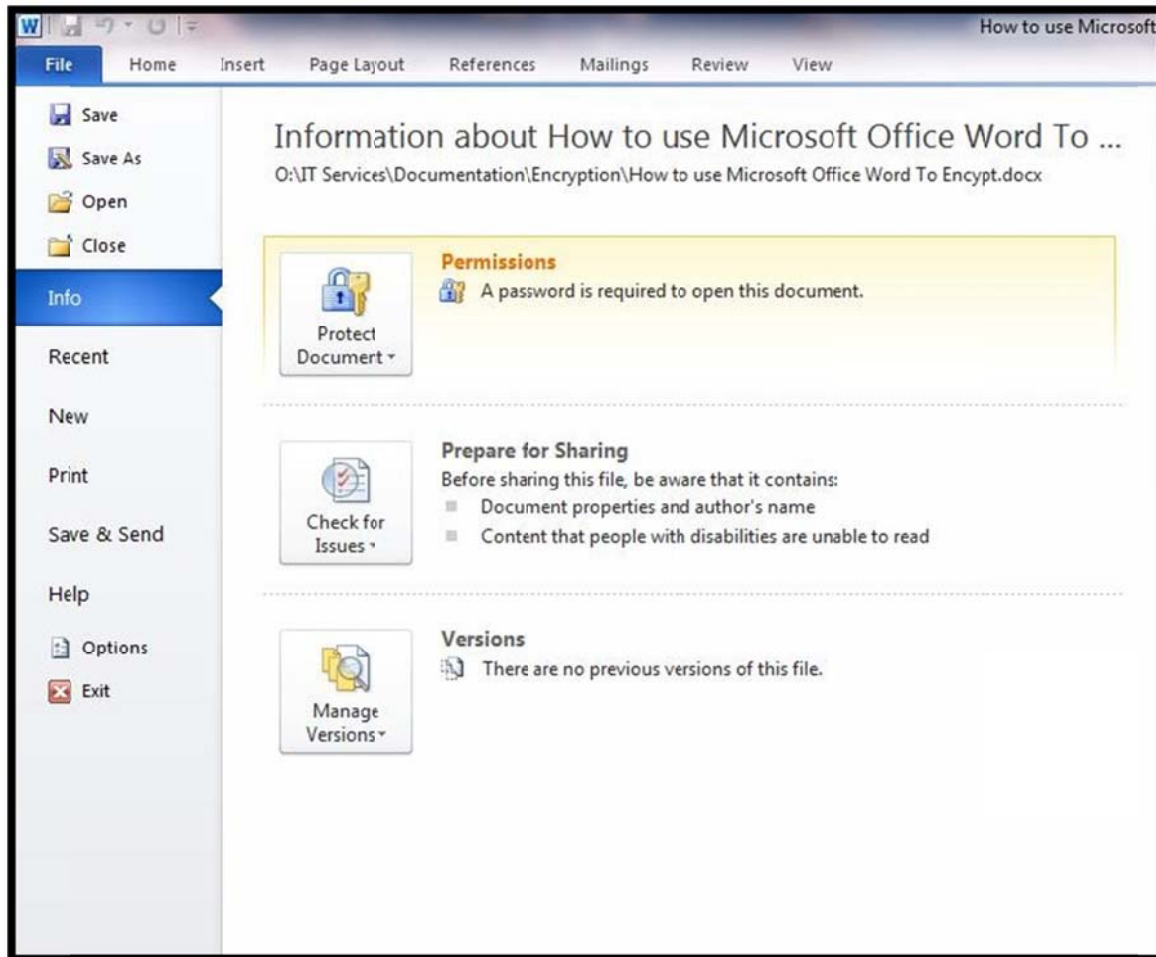 W
How to use Microsoft
File Home Insert Page Layout References Mailings Review View
Save
Save As
Open
Close
Info
Recent
New
Print
Save & Send
Help
Options
Exit
Information about How to use Microsoft Office Word To ...
O:\IT Services\Documentation\Encryption\How to use Microsoft Office Word To Encypt.docx
Protect
Document
Permissions
A password is required to open this document.
Check for
Issues
Prepare for Sharing
Before sharing this file, be aware that it contains:
Document properties and author's name
Content that people with disabilities are unable to read
Manage
Versions
Versions
There are no previous versions of this file.